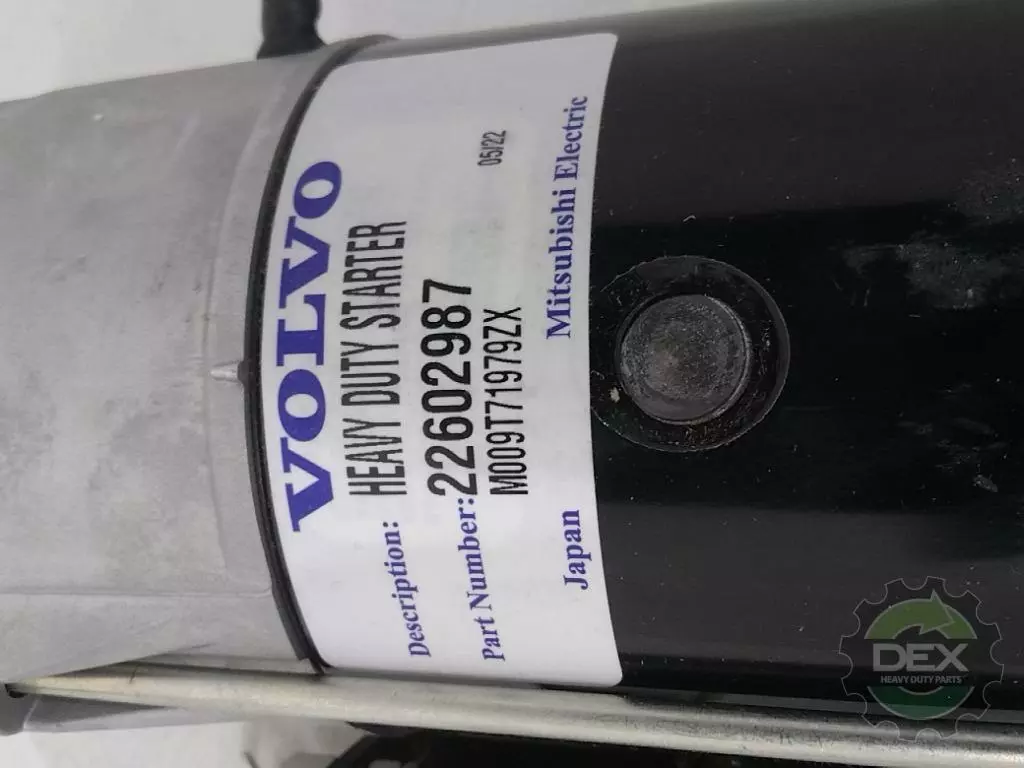 VOLVO
Description: HEAVY DUTY STARTER
Part Number: 22602987
M009T71979ZX 05/22
Japan Mitsubishi Electric
DEX
HEAVY DUTY PARTS